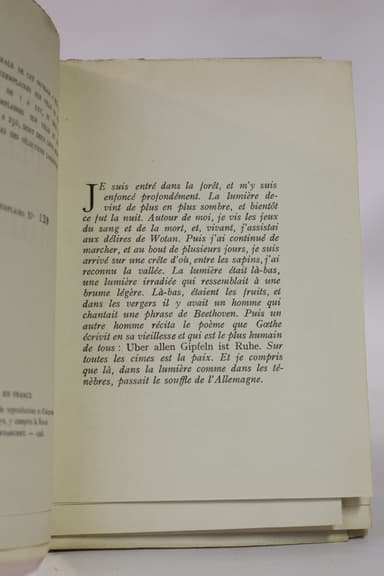 JE suis entré dans la forêt, et m'y suis
enfoncé profondément. La lumière de-
vint de plus en plus sombre, et bientôt
ce fut la nuit. Autour de moi, je vis les jeux
du sang et de la mort, et, vivant, j'assistai
aux délires de Wotan. Puis j'ai continué de
marcher, et au bout de plusieurs jours, je suis
arrivé sur une crête d'où, entre les sapins, j'ai
reconnu la vallée. La lumière était là-bas,
une lumière irradiée qui ressemblait à une
brume légère. Là-bas, étaient les fruits, et
dans les vergers il y avait un homme qui
chantait une phrase de Beethoven. Puis un
autre homme récita le poème que Gœthe
écrivit en sa vieillesse et qui est le plus humain
de tous : Uber allen Gipfeln ist Ruhe. Sur
toutes les cimes est la paix. Et je compris
que là, dans la lumière comme dans les té-
nèbres, passait le souffle de l'Allemagne.
Nº 129
EN FRANCE